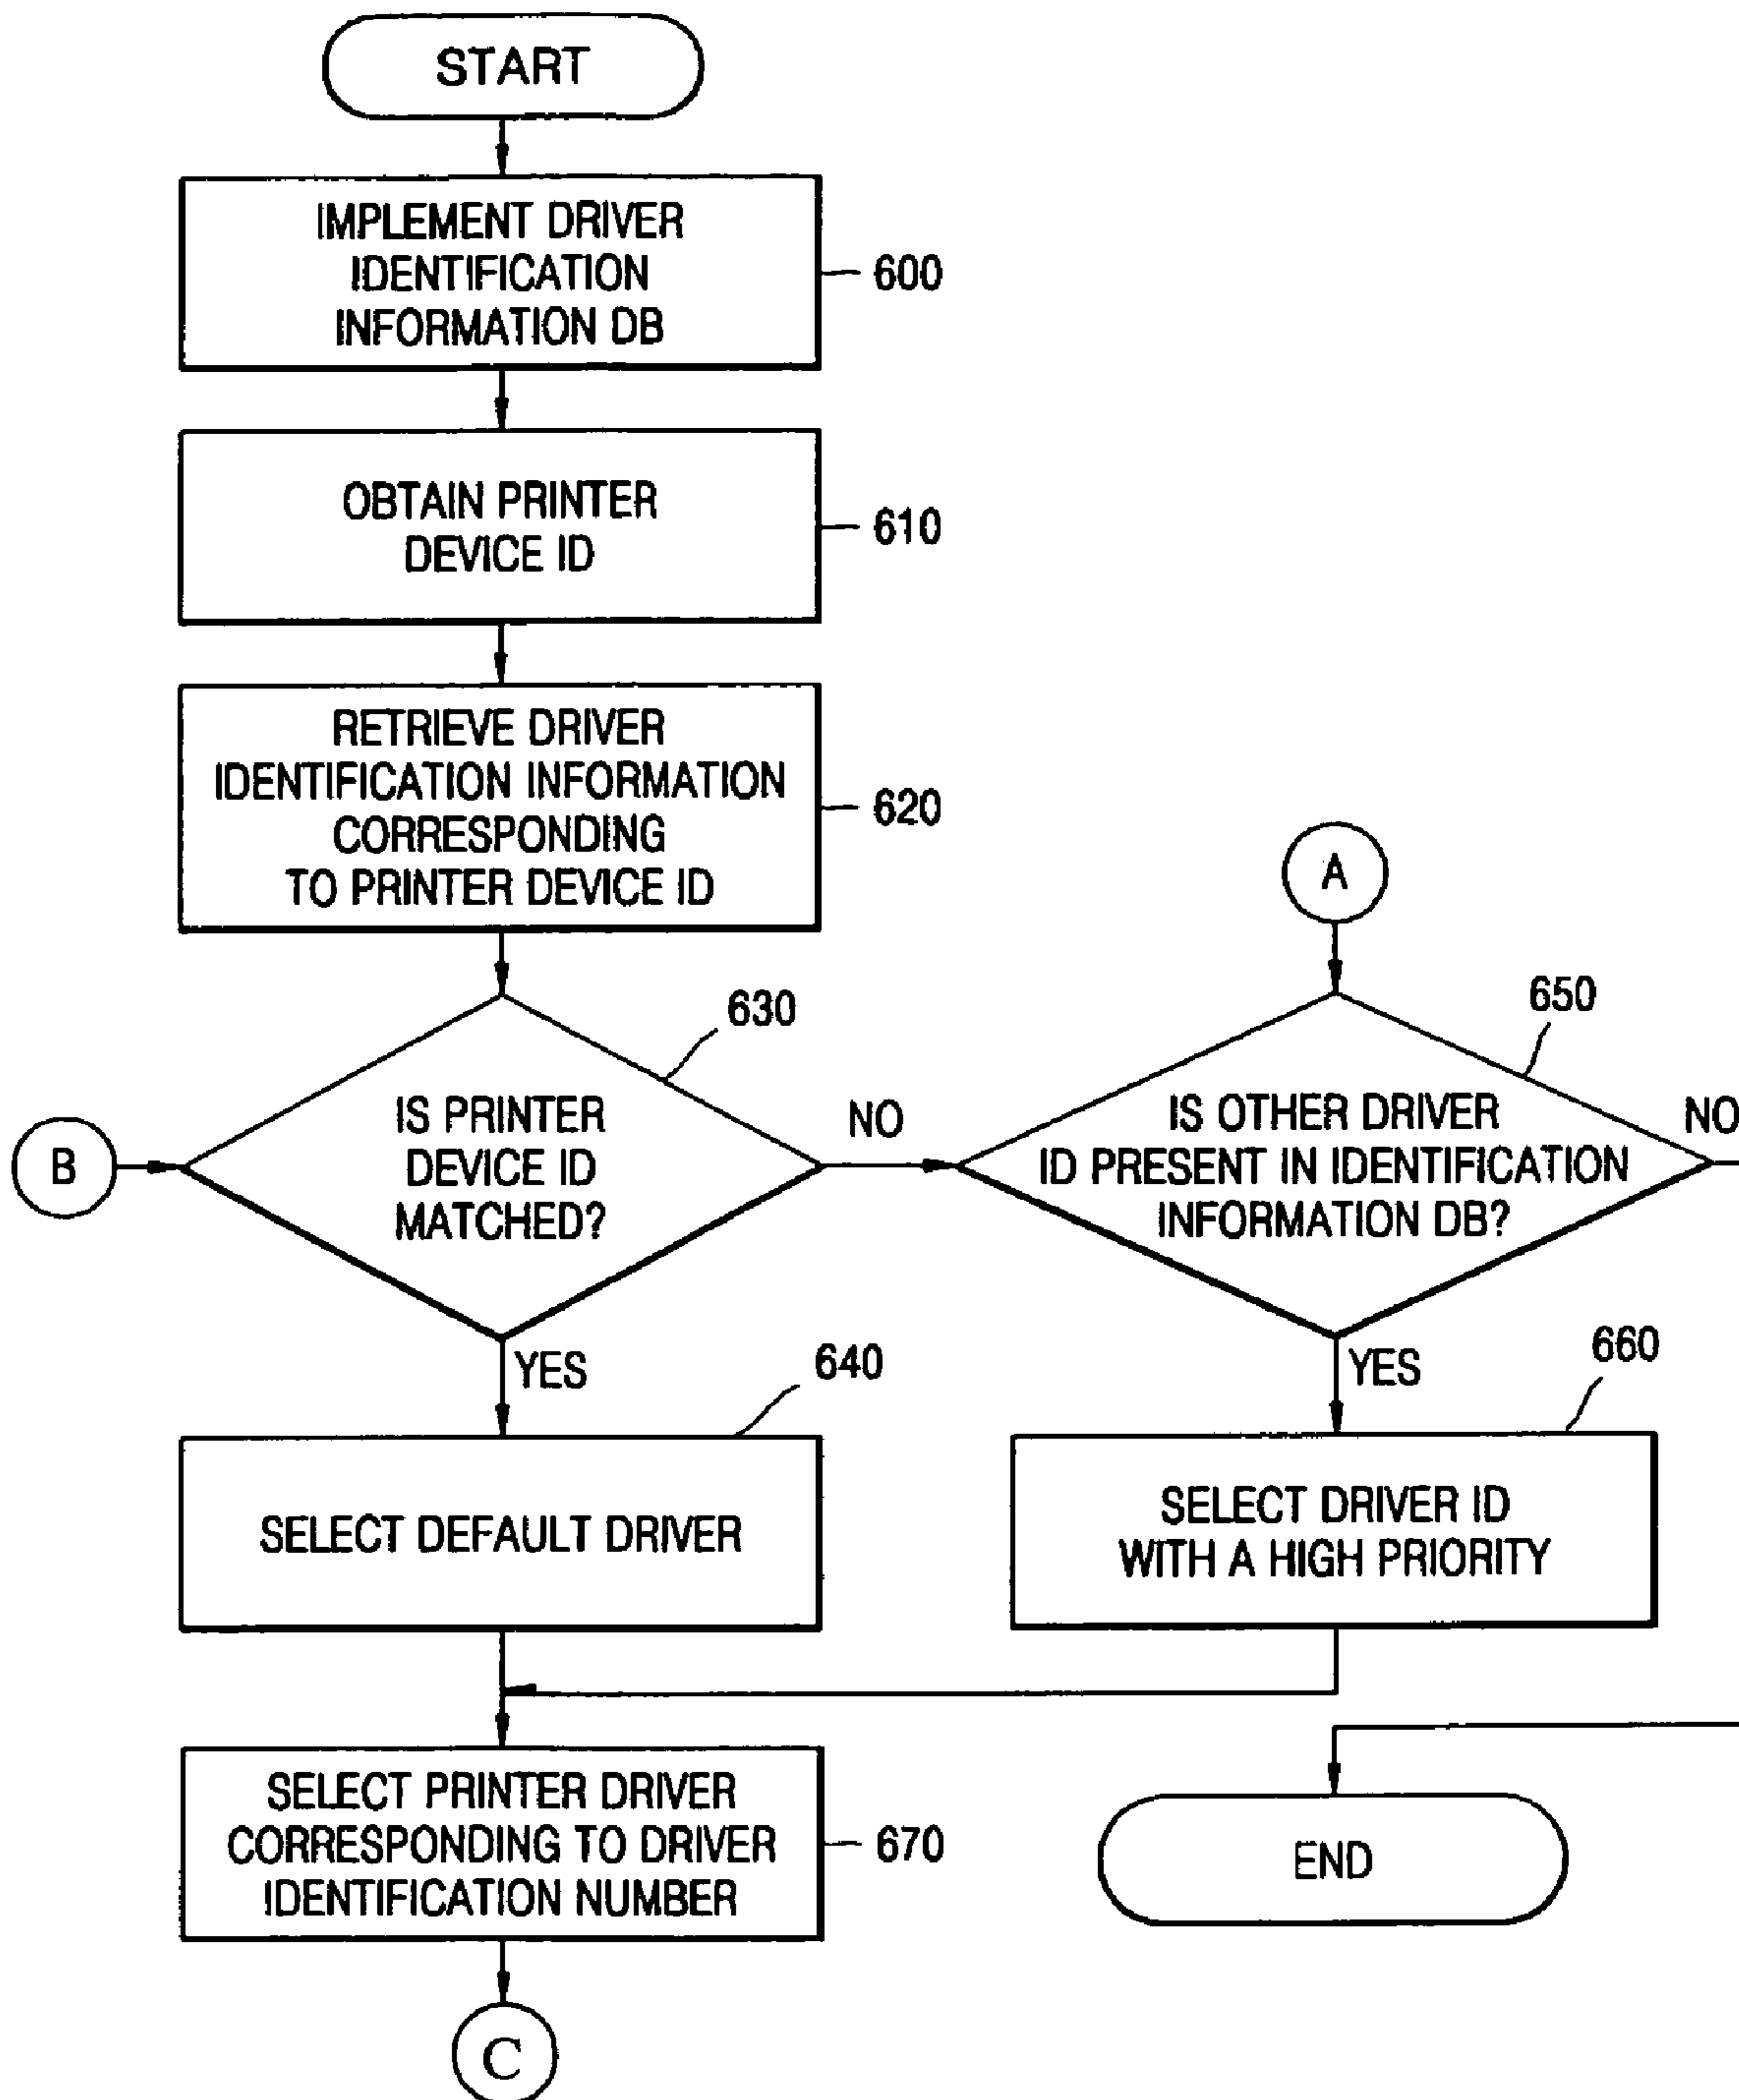 START
IMPLEMENT DRIVER
IDENTIFICATION
INFORMATION DB
600
OBTAIN PRINTER
DEVICE ID
610
RETRIEVE DRIVER
IDENTIFICATION INFORMATION
CORRESPONDING
TO PRINTER DEVICE ID
620
A
630
650
B
IS PRINTER
DEVICE ID
MATCHED?
NO
IS OTHER DRIVER
ID PRESENT IN IDENTIFICATION
INFORMATION DB?
NO
YES
640
YES
660
SELECT DEFAULT DRIVER
SELECT DRIVER ID
WITH A HIGH PRIORITY
SELECT PRINTER DRIVER
CORRESPONDING TO DRIVER
IDENTIFICATION NUMBER
670
END
C